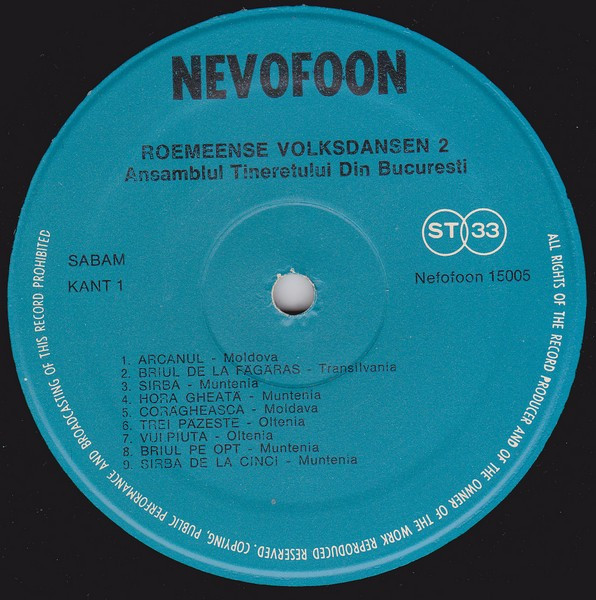 NEVOFOON
ROEMEENSE VOLKSDANSEN 2
Ansamblul Tineretului Din Bucuresti
ST 33
SABAM
KANT 1
Nefofoon 15005
1. ARCANUL - Moldova
2. BRIUL DE LA FAGARAS - Transilvania
3. SIRBA - Muntenia
4. HORA GHEATA - Muntenia
5. CORAGHEASCA - Moldava
6. TREI PAZESTE - Oltenia
7. VULPIUTA - Oltenia
8. BRIUL PE OPT - Muntenia
9. SIRBA DE LA CINCI - Muntenia
ALL RIGHTS OF THE RECORD PRODUCER AND OF THE OWNER OF THE WORK REPRODUCED RESERVED. COPYING, PUBLIC PERFORMANCE AND BROADCASTING OF THIS RECORD PROHIBITED